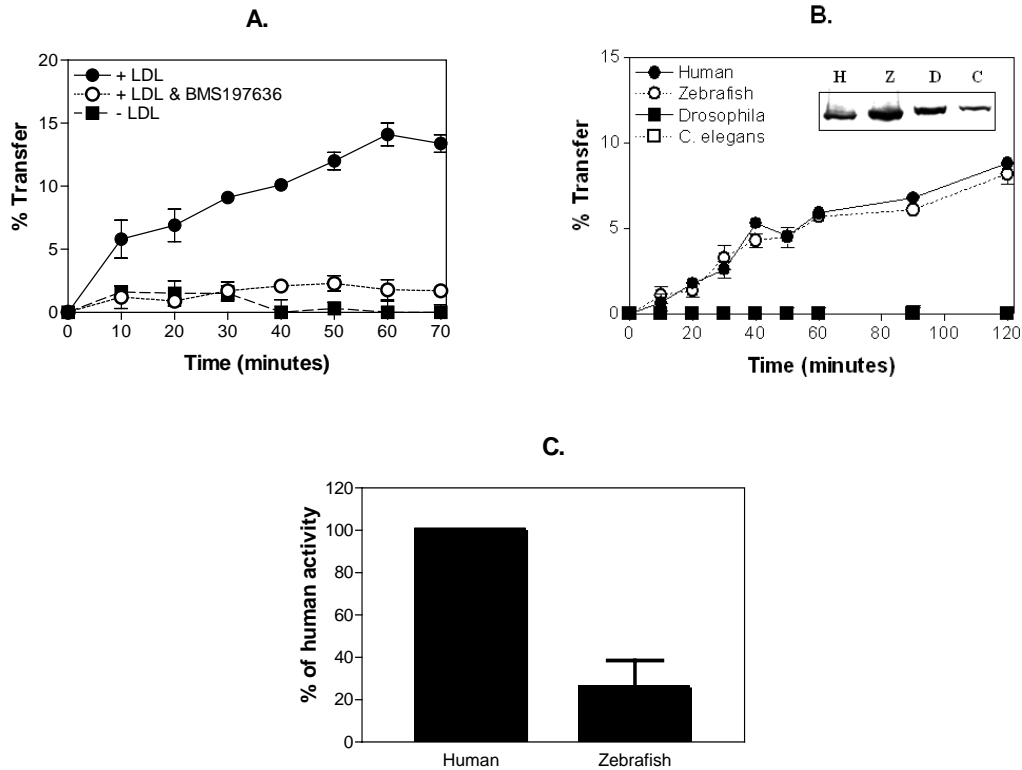 A.
20
15
10
5
0
% Transfer
+ LDL
+ LDL & BMS197636
- LDL
0 10 20 30 40 50 60 70
Time (minutes)
B.
15
10
5
0
% Transfer
Human
Zebrafish
Drosophila
C. elegans
H Z D C
0 20 40 60 80 100 120
Time (minutes)
C.
120
100
80
60
40
20
0
% of human activity
Human Zebrafish